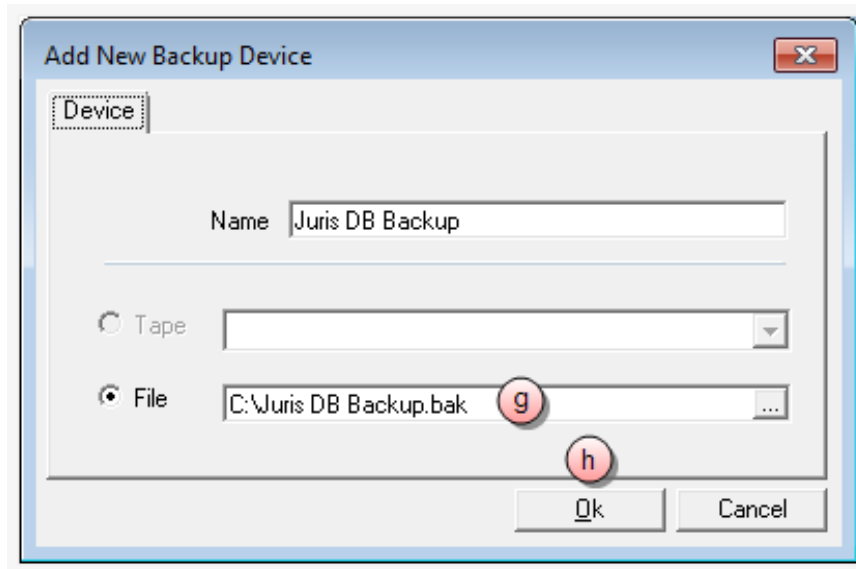 Add New Backup Device
Device
Name Juris DB Backup
Tape
File C:\Juris DB Backup.bak g ...
h
Ok Cancel